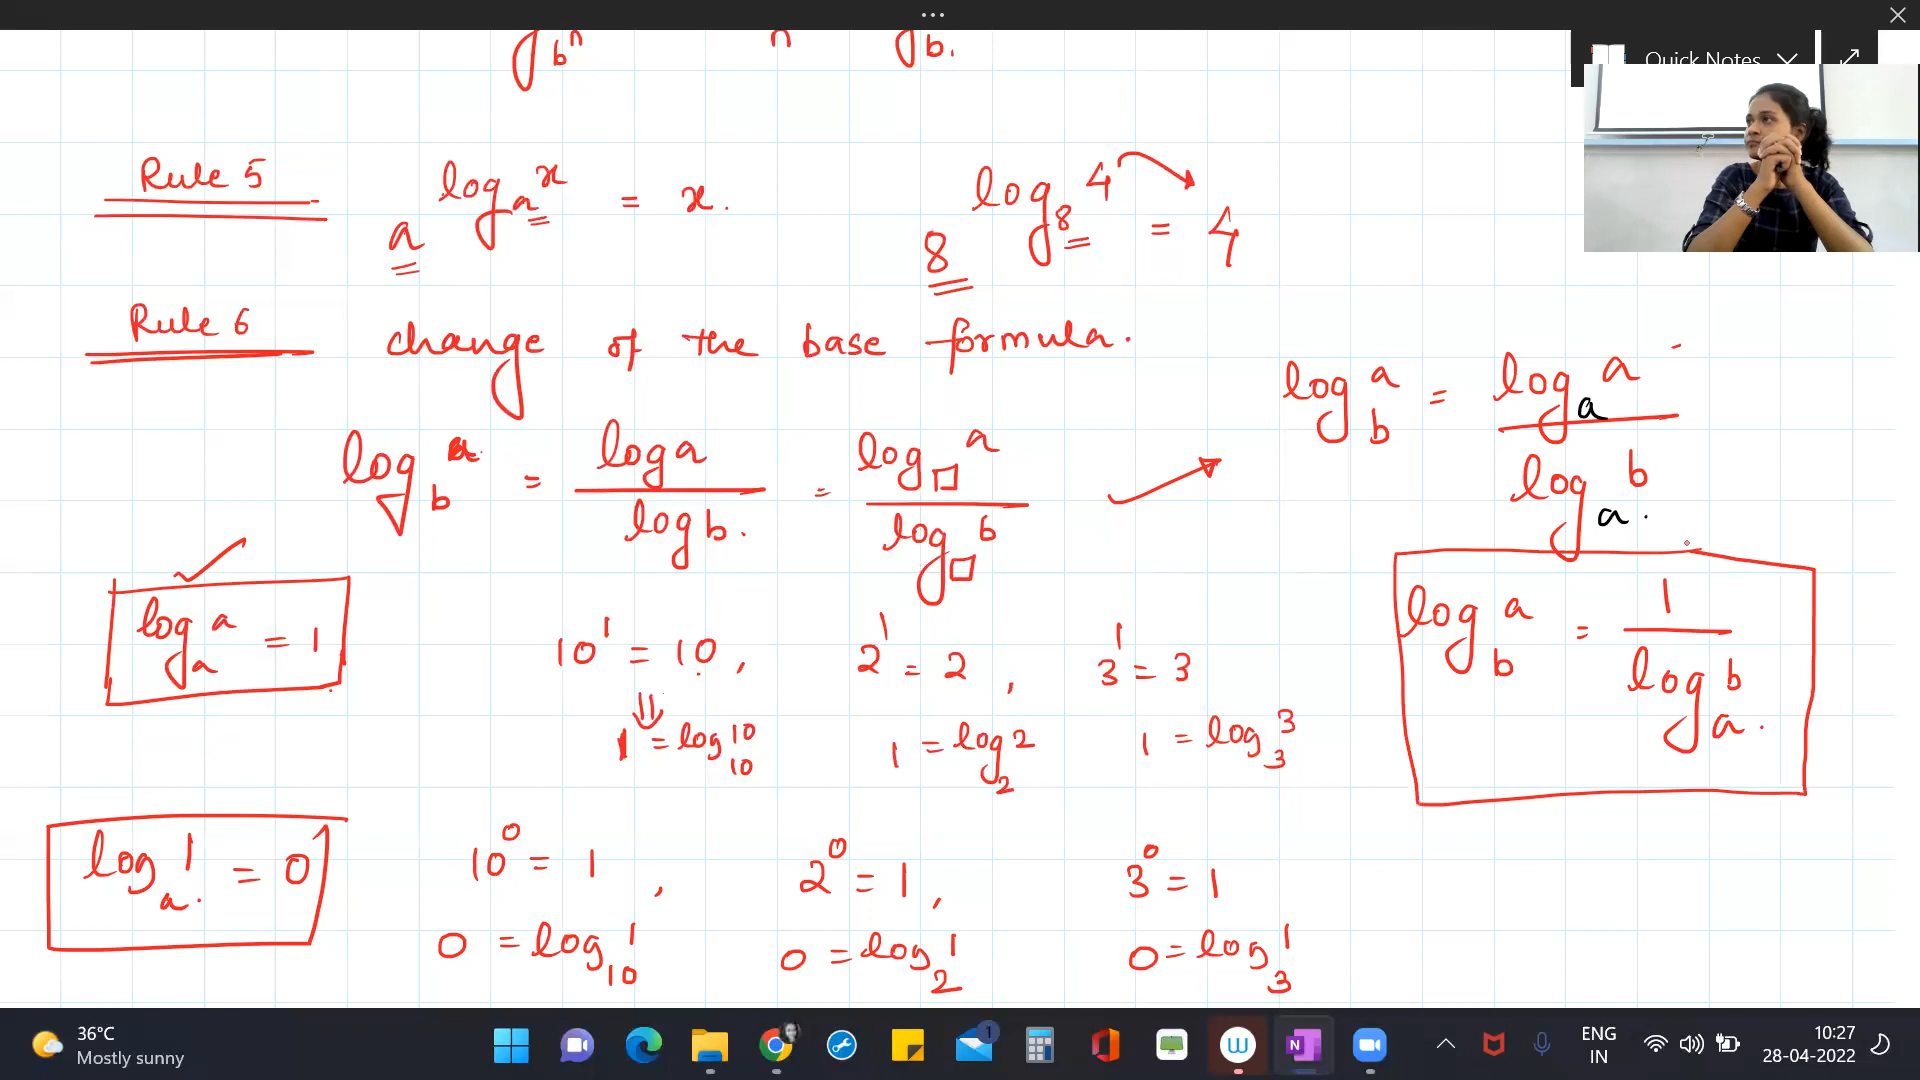 log b^n n log b.
Quick Notes
Rule 5 a^(log_a x) = x. 8^(log_8 4) = 4
Rule 6 change of the base formula.
log_b a = log a / log b. = log_□ a / log_□ b
log_b a = log_a a / log_a b.
log_a a = 1
10^1 = 10, 2^1 = 2, 3^1 = 3
1 = log_10 10 1 = log_2 2 1 = log_3 3
log_b a = 1 / log_a b.
log_a. 1 = 0
10^0 = 1, 2^0 = 1, 3^0 = 1
0 = log_10 1 0 = log_2 1 0 = log_3 1
36°C
Mostly sunny
1
ENG
IN
10:27
28-04-2022